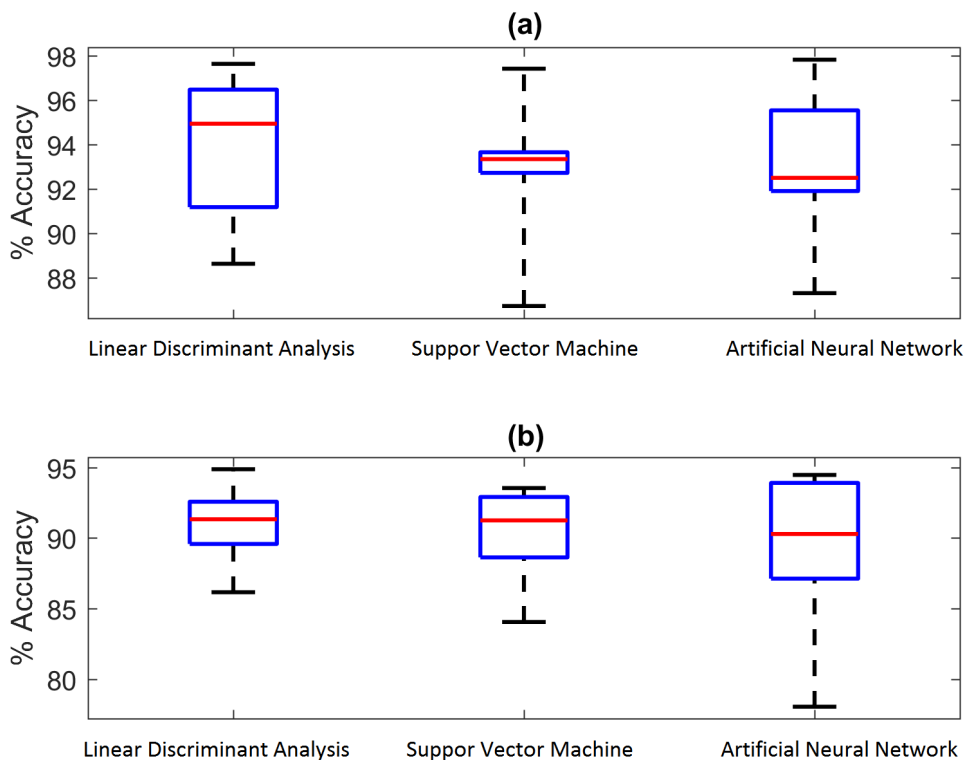 (a)
% Accuracy
98
96
94
92
90
88
Linear Discriminant Analysis Suppor Vector Machine Artificial Neural Network
(b)
% Accuracy
95
90
85
80
Linear Discriminant Analysis Suppor Vector Machine Artificial Neural Network